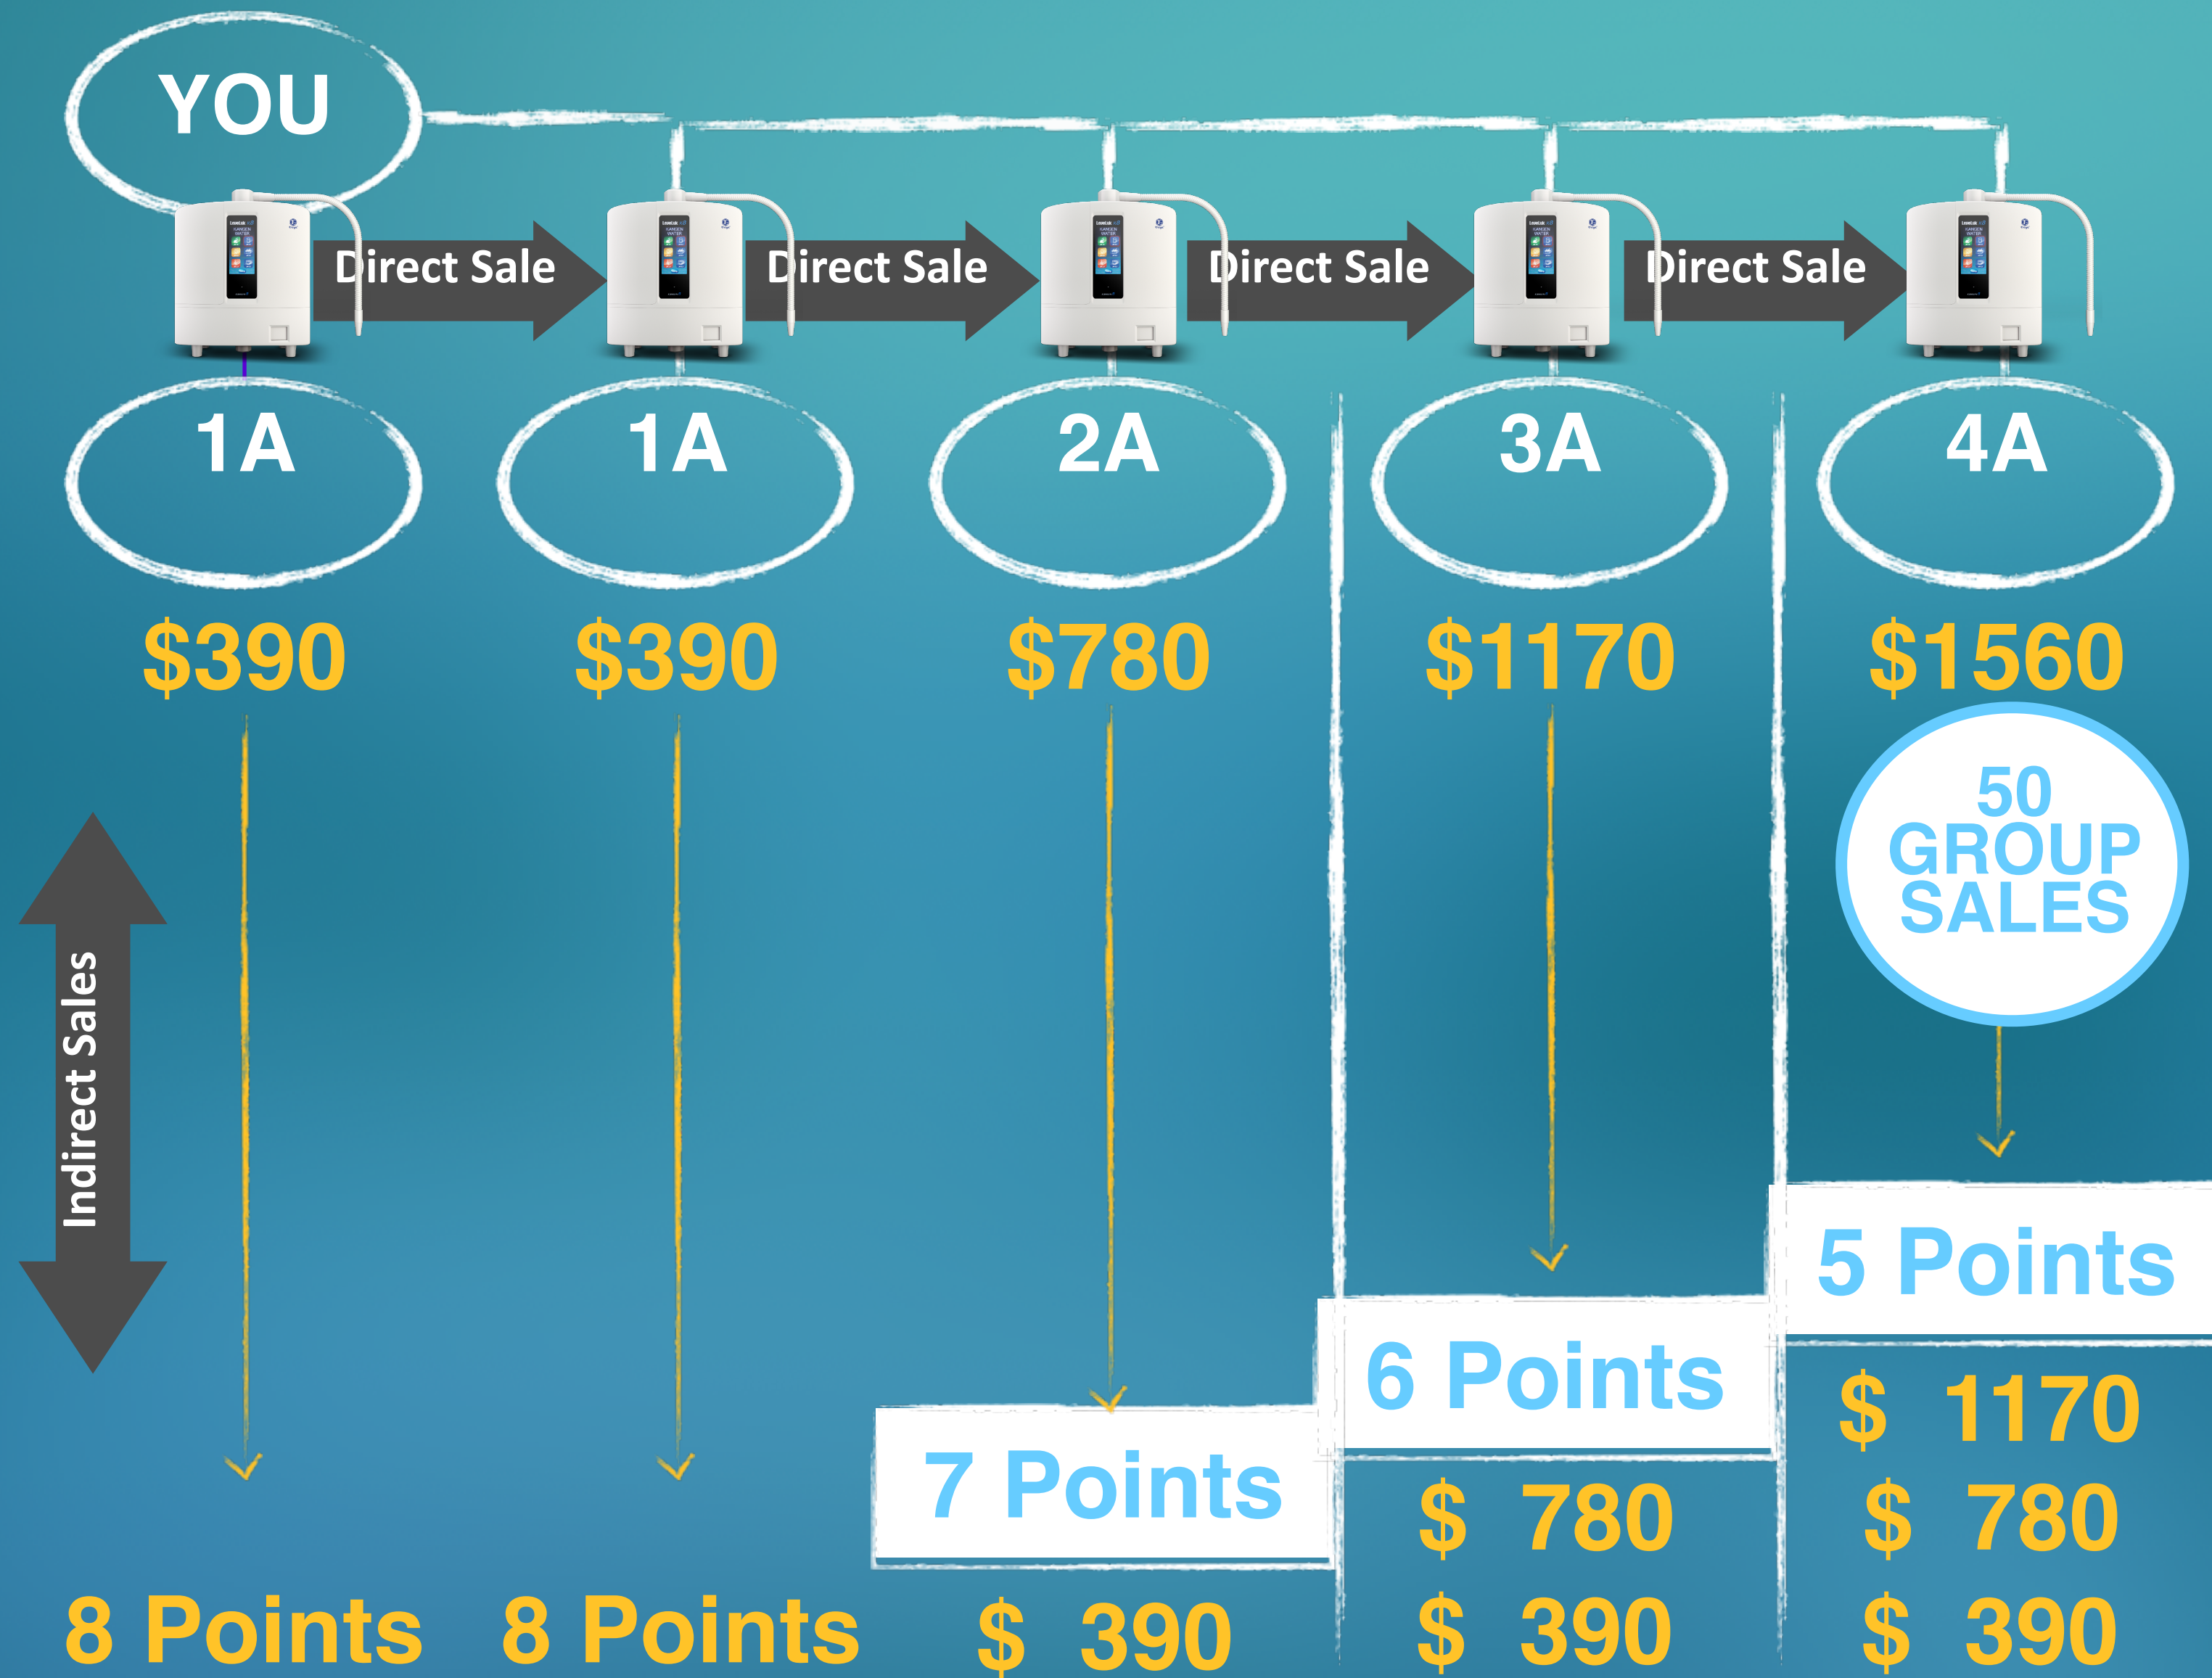 YOU
Direct Sale
Direct Sale
Direct Sale
Direct Sale
1A
1A
2A
3A
4A
$390
$390
$780
$1170
$1560
50
GROUP
SALES
Indirect Sales
5 Points
6 Points
$ 1170
7 Points
$ 780
$ 780
8 Points
8 Points
$ 390
$ 390
$ 390